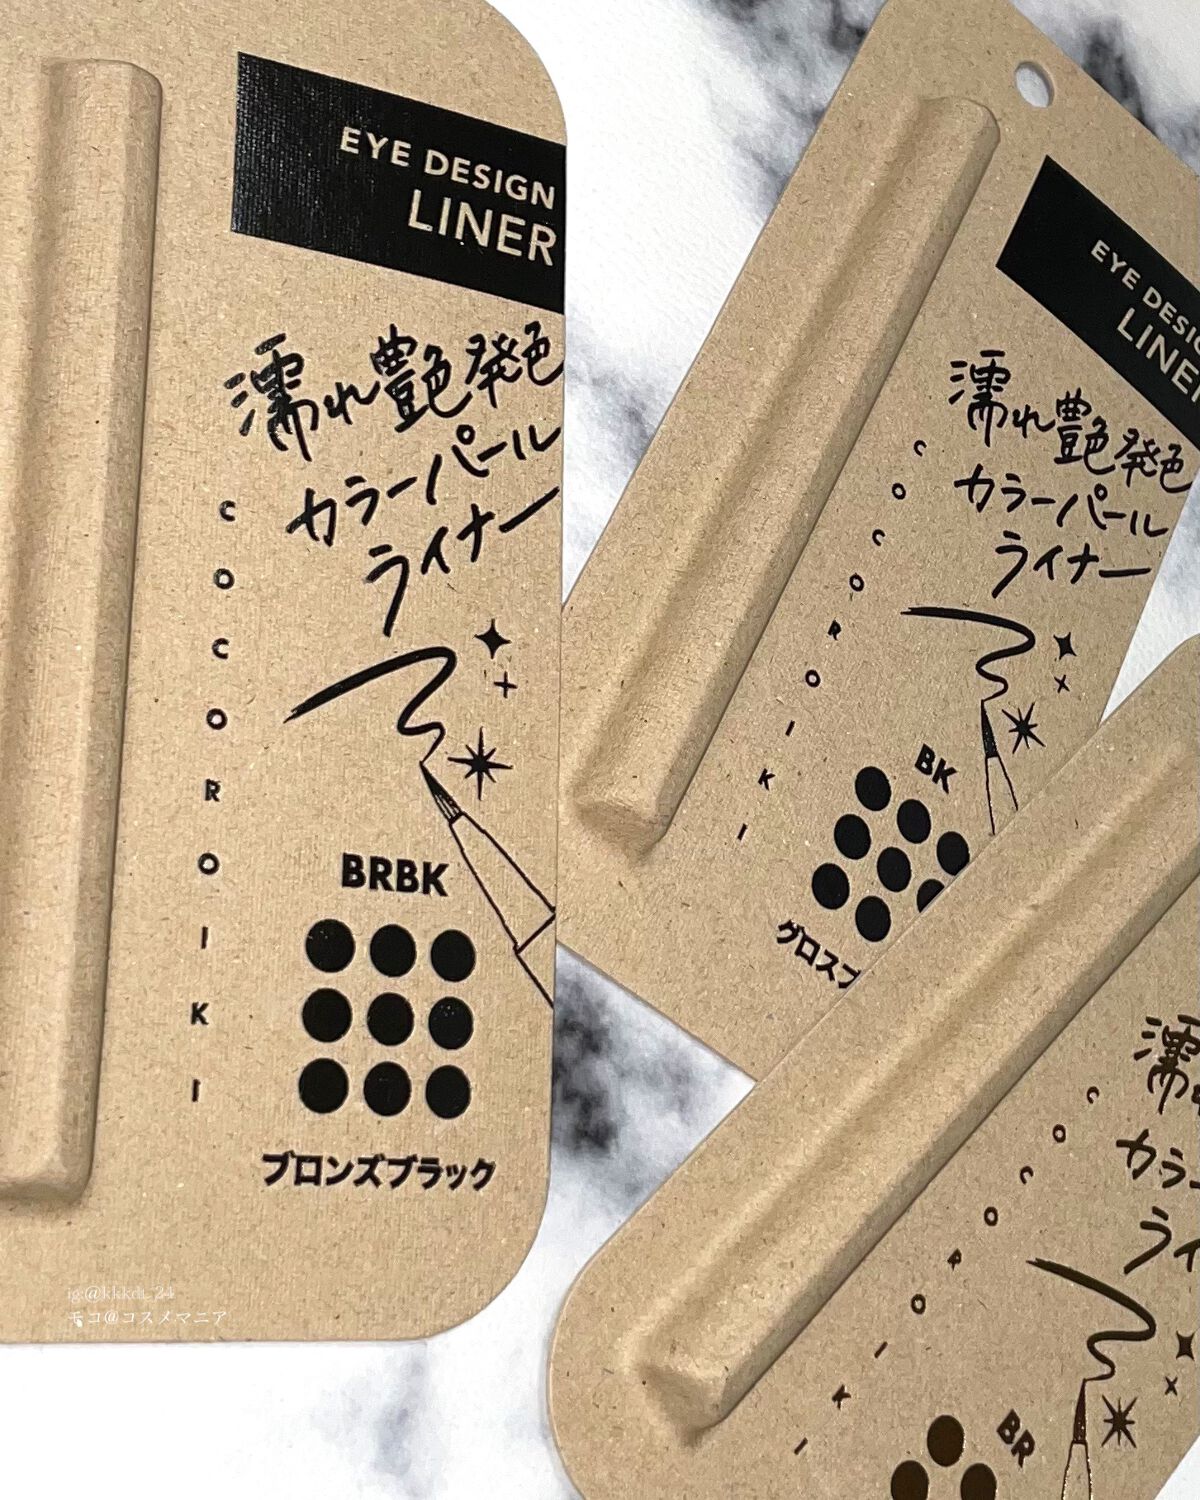 EYE DESIGN
LINER
濡れ艶発色
カラーパール
ライナー
COCOROIKI
BRBK
ブロンズブラック
EYE DESIG
LINER
濡れ艶発色
カラーパール
ライナー
COCOROIKI
BK
グロスブ
濡れ
カラー
ライ
COCOROIKI
BR
ig:@kkkdi_24
モコ@コスメマニア